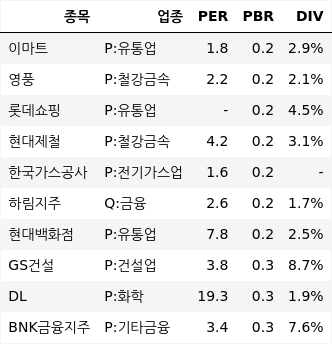 종목 업종 PER PBR DIV
이마트 P:유통업 1.8 0.2 2.9%
영풍 P:철강금속 2.2 0.2 2.1%
롯데쇼핑 P:유통업 - 0.2 4.5%
현대제철 P:철강금속 4.2 0.2 3.1%
한국가스공사 P:전기가스업 1.6 0.2 -
하림지주 Q:금융 2.6 0.2 1.7%
현대백화점 P:유통업 7.8 0.2 2.5%
GS건설 P:건설업 3.8 0.3 8.7%
DL P:화학 19.3 0.3 1.9%
BNK금융지주 P:기타금융 3.4 0.3 7.6%